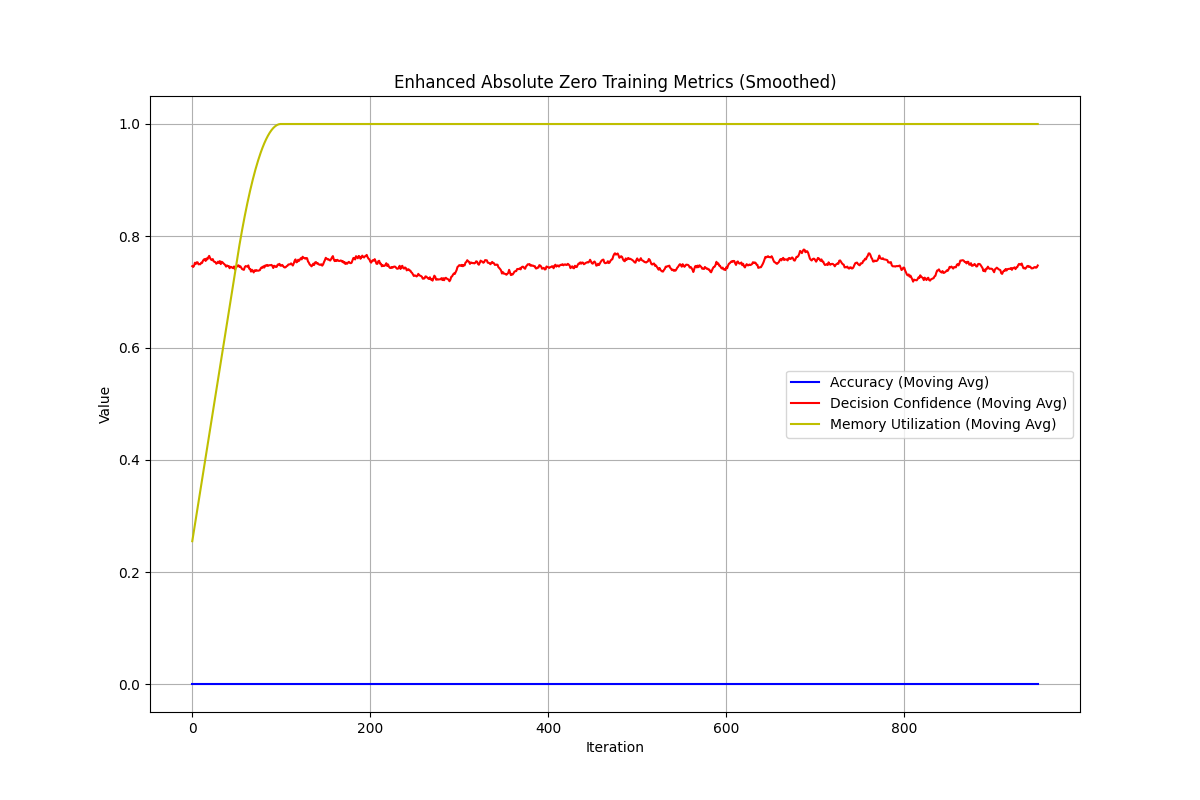 Enhanced Absolute Zero Training Metrics (Smoothed)
1.0
0.8
0.6
0.4
0.2
0.0
Value
Accuracy (Moving Avg)
Decision Confidence (Moving Avg)
Memory Utilization (Moving Avg)
0 200 400 600 800
Iteration